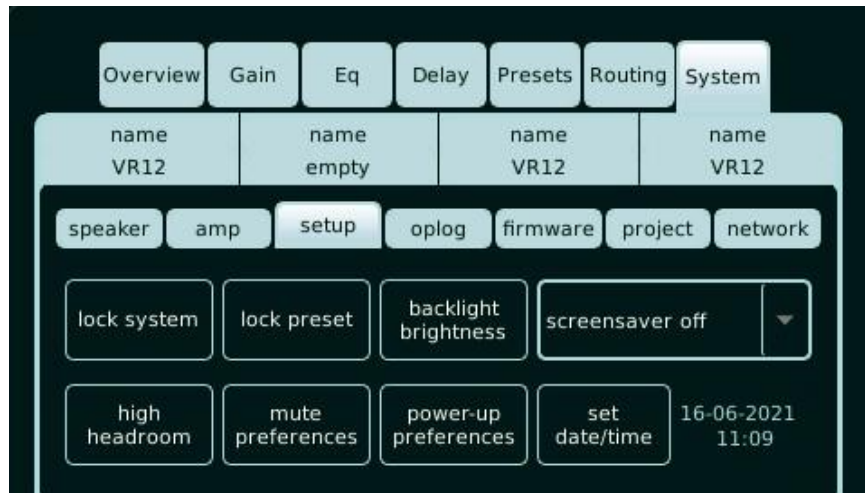 Overview Gain Eq Delay Presets Routing System
name name name name
VR12 empty VR12 VR12
speaker amp setup oplog firmware project network
lock system lock preset backlight brightness screensaver off
high headroom mute preferences power-up preferences set date/time 16-06-2021 11:09